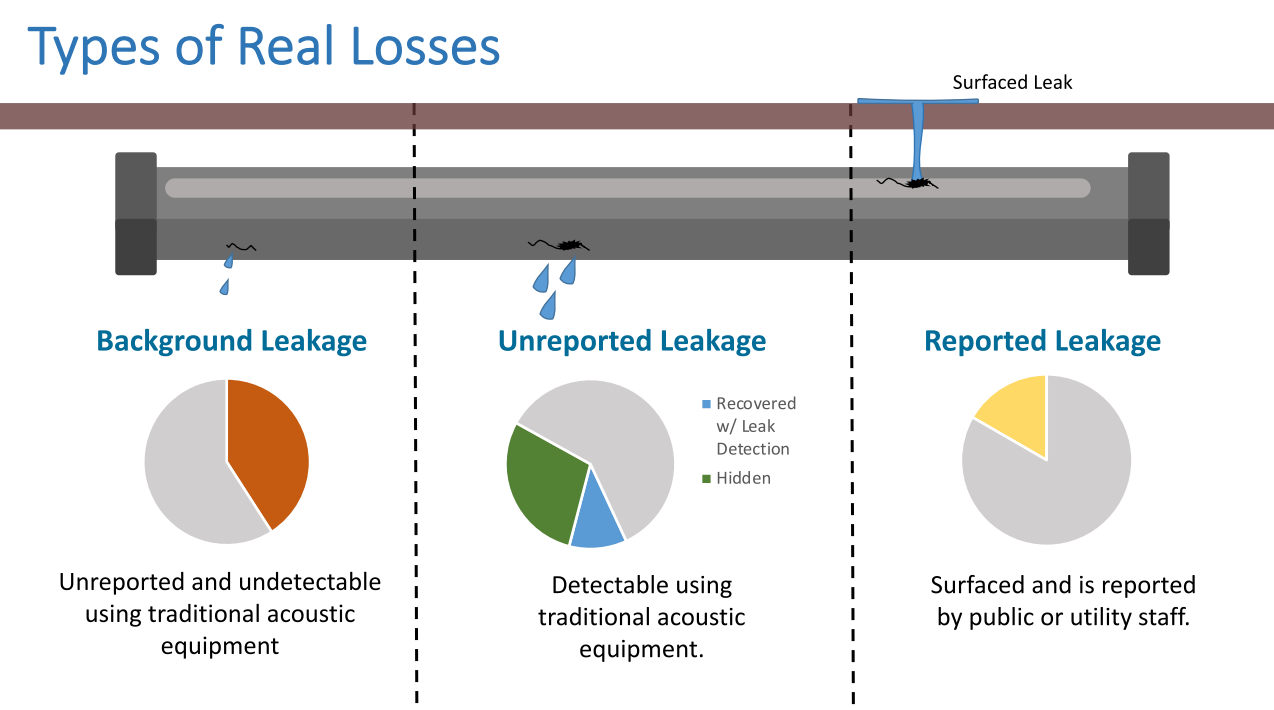 Types of Real Losses
Surfaced Leak
Background Leakage
Unreported and undetectable
using traditional acoustic
equipment
Unreported Leakage
Recovered
w/ Leak
Detection
Hidden
Detectable using
traditional acoustic
equipment.
Reported Leakage
Surfaced and is reported
by public or utility staff.